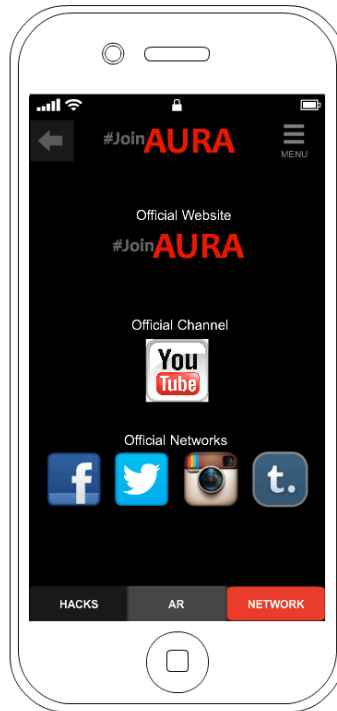 #JoinAURA
MENU
Official Website
#JoinAURA
Official Channel
You
Tube
Official Networks
f
t.
HACKS AR NETWORK